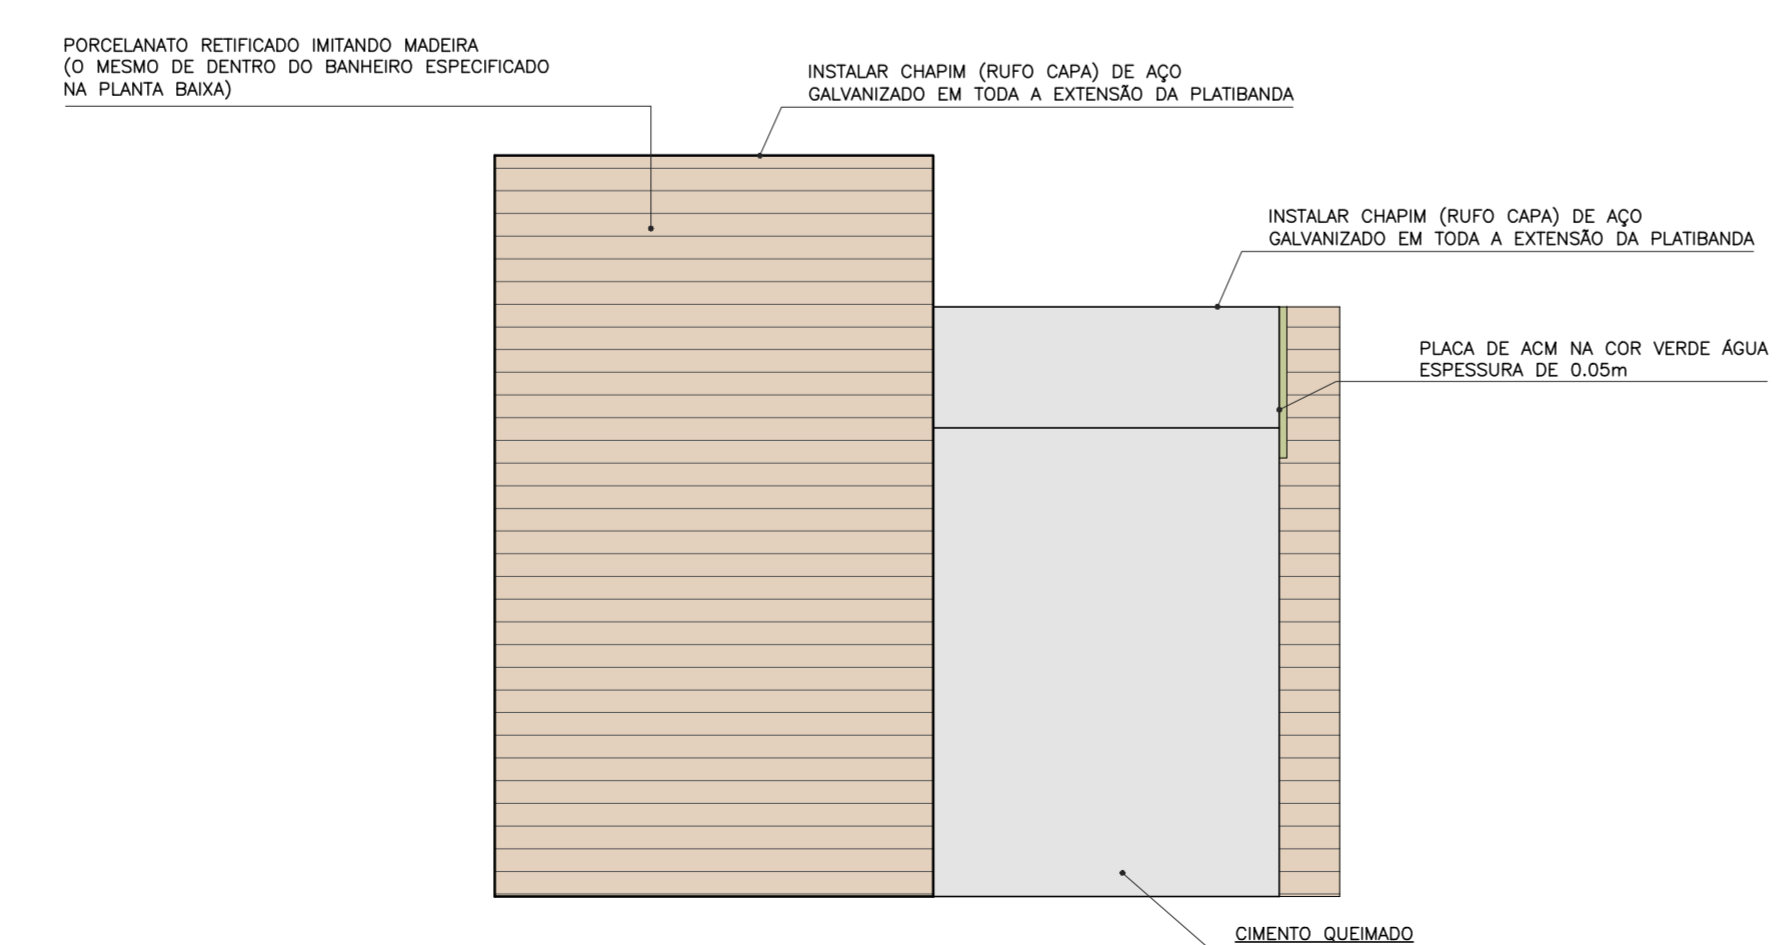 PORCELANATO RETIFICADO IMITANDO MADEIRA
(O MESMO DE DENTRO DO BANHEIRO ESPECIFICADO
NA PLANTA BAIXA)
INSTALAR CHAPIM (RUFO CAPA) DE AÇO
GALVANIZADO EM TODA A EXTENSÃO DA PLATIBANDA
INSTALAR CHAPIM (RUFO CAPA) DE AÇO
GALVANIZADO EM TODA A EXTENSÃO DA PLATIBANDA
PLACA DE ACM NA COR VERDE ÁGUA
ESPESSURA DE 0.05m
CIMENTO QUEIMADO